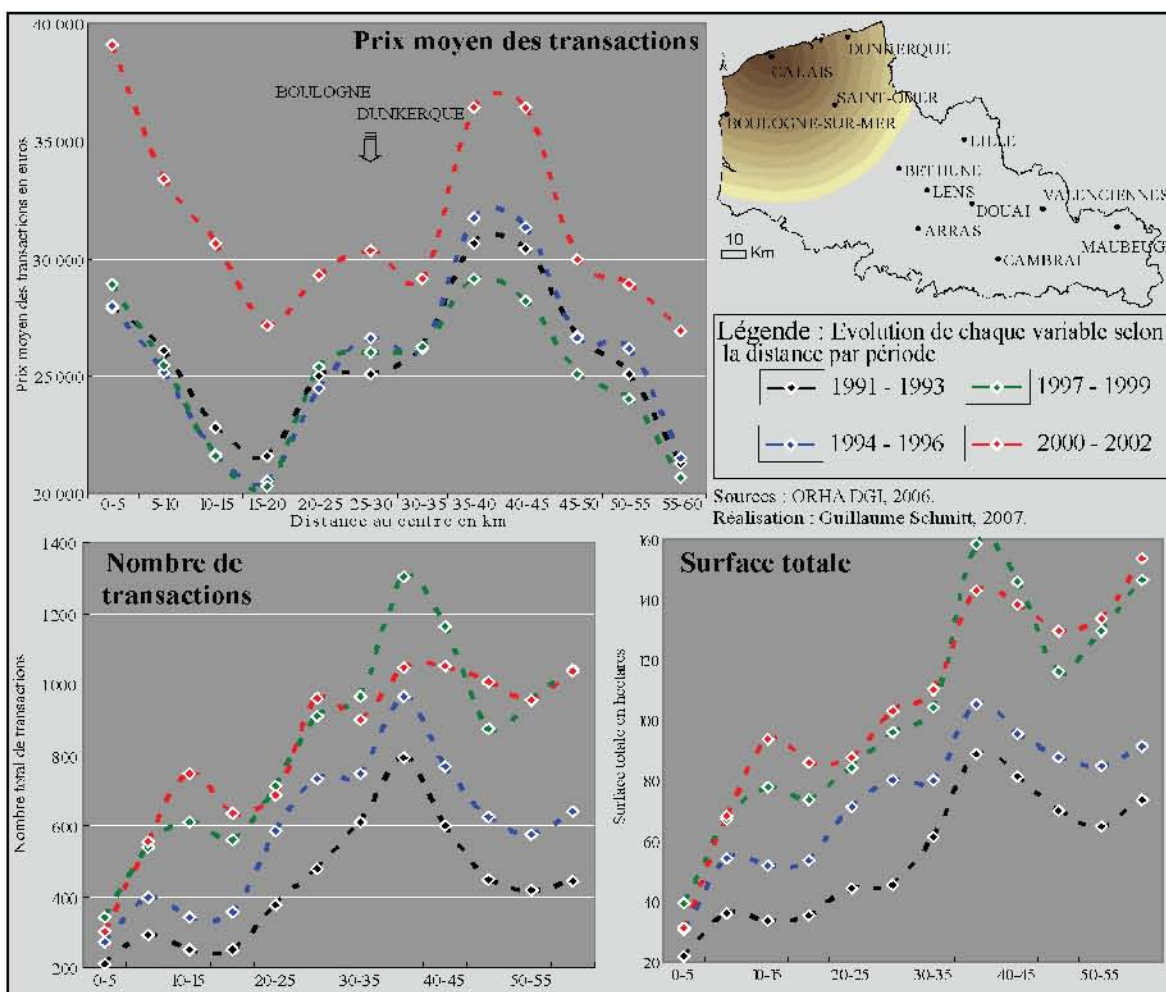 Prix moyen des transactions
Prix moyen des transactions en euros
40 000
35 000
30 000
25 000
20 000
BOULOGNE
DUNKERQUE
0-5 5-10 10-15 15-20 20-25 25-30 30-35 35-40 40-45 45-50 50-55 55-60
Distance au centre en km
DUNKERQUE
CALAIS
SAINT-OMER
BOULOGNE-SUR-MER
LILLE
BETHUNE
LENS
VALENCIENNES
DOUAI
ARRAS
MAUBEUGE
CAMBRAI
10
Km
Légende : Evolution de chaque variable selon
la distance par période
1991 - 1993
1997 - 1999
1994 - 1996
2000 - 2002
Sources : ORHA DGI, 2006.
Réalisation : Guillaume Schmitt, 2007.
Nombre de
transactions
Nombre total de transactions
1400
1200
1000
800
600
400
200
0-5 10-15 20-25 30-35 40-45 50-55
Surface totale
Surface totale en hectares
160
140
120
100
80
60
40
20
0-5 10-15 20-25 30-35 40-45 50-55